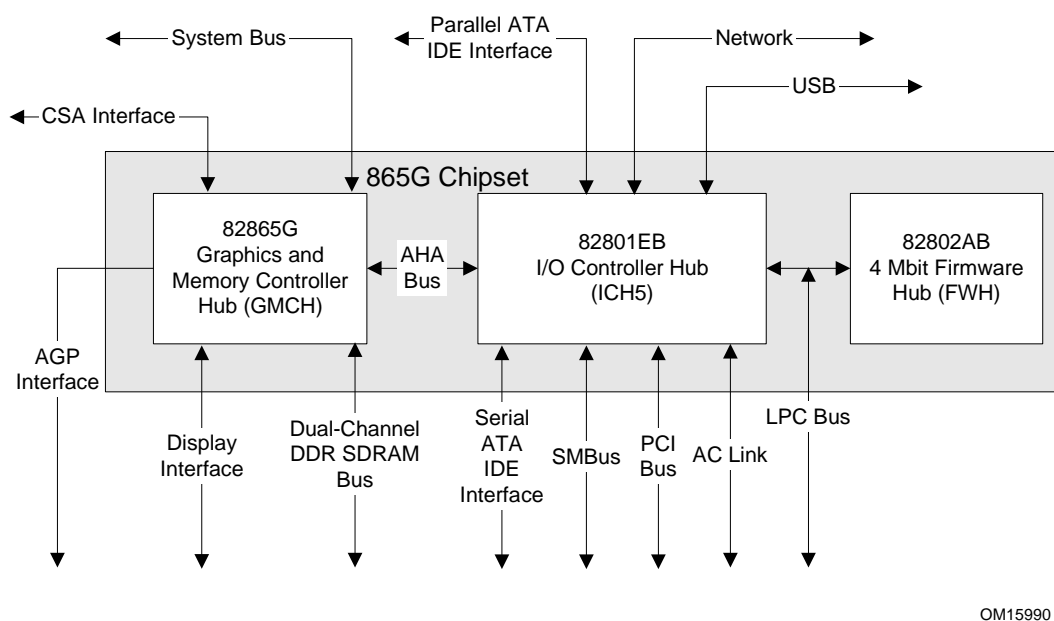 System Bus
Parallel ATA
IDE Interface
Network
USB
CSA Interface
865G Chipset
82865G
Graphics and
Memory Controller
Hub (GMCH)
AHA
Bus
82801EB
I/O Controller Hub
(ICH5)
82802AB
4 Mbit Firmware
Hub (FWH)
AGP
Interface
Display
Interface
Dual-Channel
DDR SDRAM
Bus
Serial
ATA
IDE
Interface
SMBus
PCI
Bus
AC Link
LPC Bus
OM15990